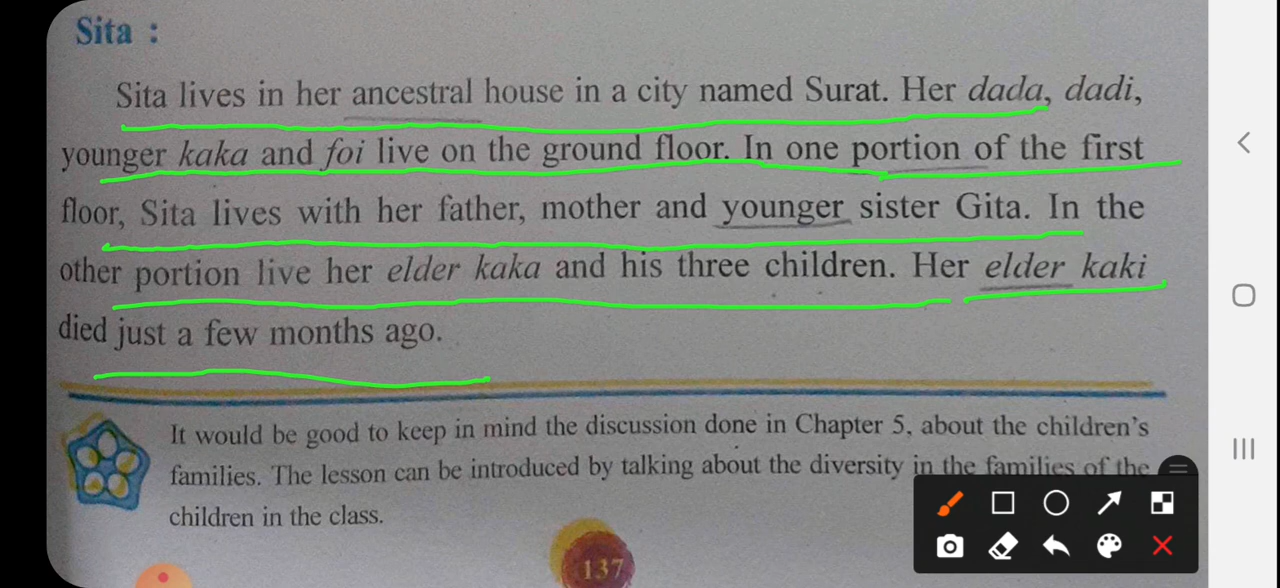 Sita :
Sita lives in her ancestral house in a city named Surat. Her dada, dadi,
younger kaka and foi live on the ground floor. In one portion of the first
floor, Sita lives with her father, mother and younger sister Gita. In the
other portion live her elder kaka and his three children. Her elder kaki
died just a few months ago.
It would be good to keep in mind the discussion done in Chapter 5, about the children's
families. The lesson can be introduced by talking about the diversity in the families of the
children in the class.
137